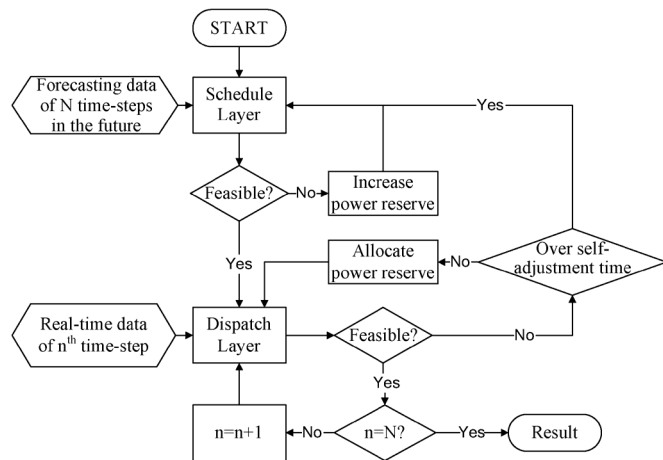 START
Forecasting data
of N time-steps
in the future
Schedule
Layer
Yes
Feasible?
No
Increase
power reserve
Yes
Allocate
power reserve
No
Over self-
adjustment time
Real-time data
of nth time-step
Dispatch
Layer
Feasible?
No
Yes
n=n+1
No
n=N?
Yes
Result